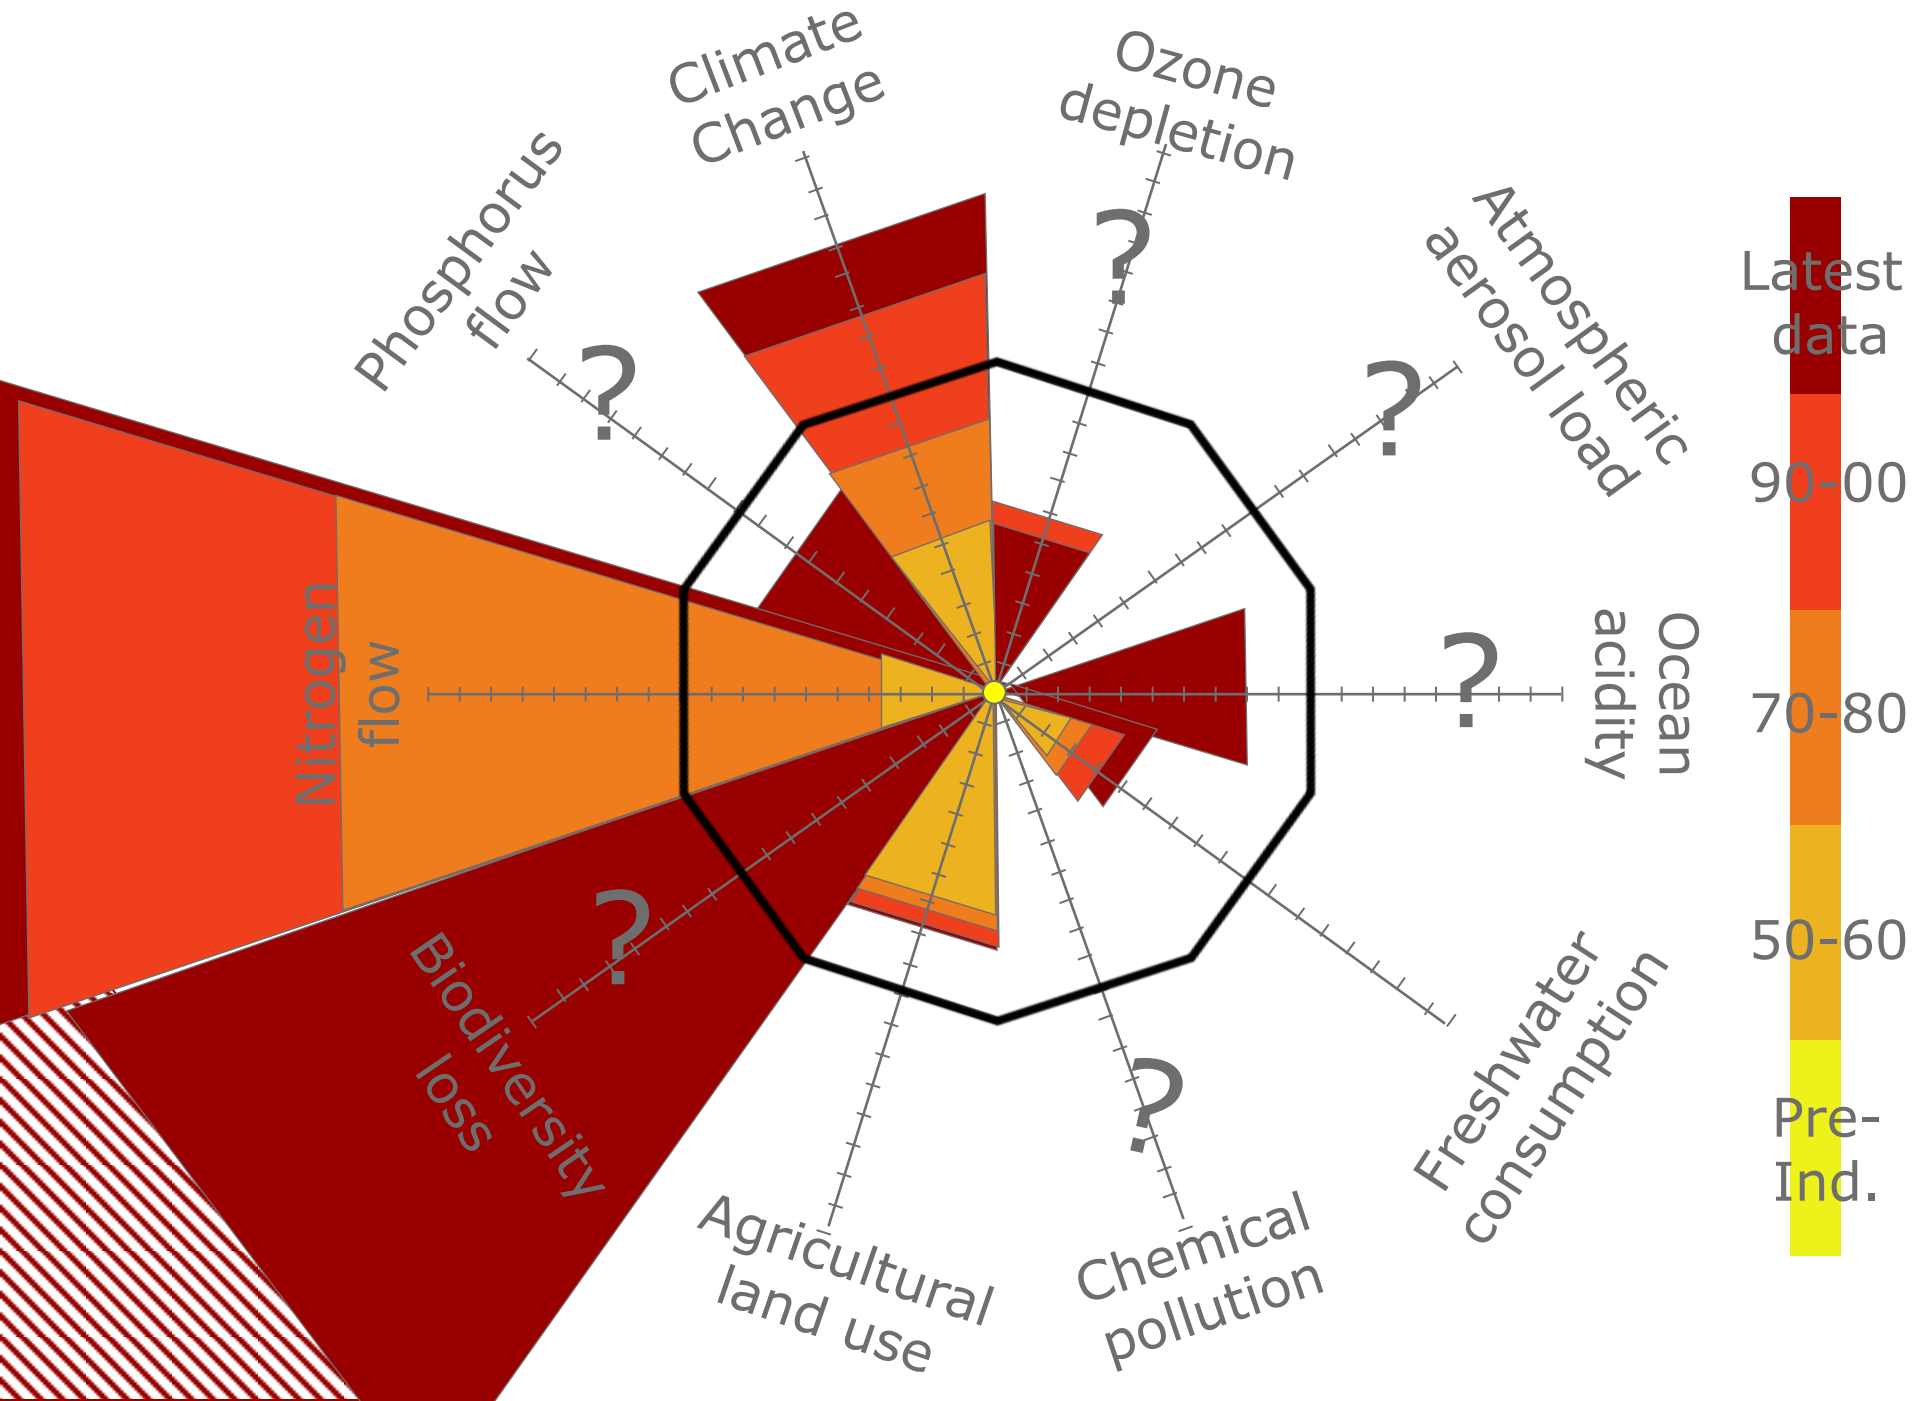 Climate
Change
Ozone
depletion
?
Atmospheric
aerosol load
?
Ocean
acidity
?
Freshwater
consumption
Chemical
pollution
?
Agricultural
land use
Biodiversity
loss
?
Nitrogen
flow
Phosphorus
flow
?
Latest
data
90-00
70-80
50-60
Pre-
Ind.